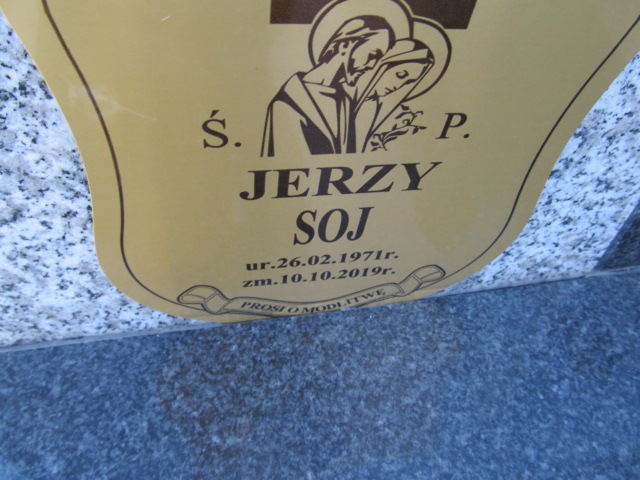 Ś. P.
JERZY
SOJ
ur.26.02.1971r.
zm.10.10.2019r.
PROSI O MODLITWĘ